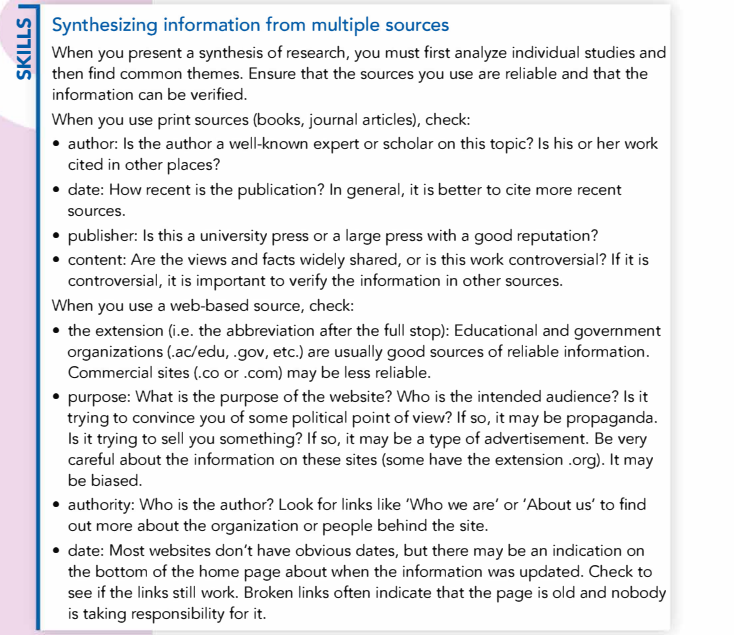 SKILLS
Synthesizing information from multiple sources
When you present a synthesis of research, you must first analyze individual studies and
then find common themes. Ensure that the sources you use are reliable and that the
information can be verified.
When you use print sources (books, journal articles), check:
• author: Is the author a well-known expert or scholar on this topic? Is his or her work
cited in other places?
• date: How recent is the publication? In general, it is better to cite more recent
sources.
• publisher: Is this a university press or a large press with a good reputation?
• content: Are the views and facts widely shared, or is this work controversial? If it is
controversial, it is important to verify the information in other sources.
When you use a web-based source, check:
• the extension (i.e. the abbreviation after the full stop): Educational and government
organizations (.ac/edu, .gov, etc.) are usually good sources of reliable information.
Commercial sites (.co or .com) may be less reliable.
• purpose: What is the purpose of the website? Who is the intended audience? Is it
trying to convince you of some political point of view? If so, it may be propaganda.
Is it trying to sell you something? If so, it may be a type of advertisement. Be very
careful about the information on these sites (some have the extension .org). It may
be biased.
• authority: Who is the author? Look for links like ‘Who we are’ or ‘About us’ to find
out more about the organization or people behind the site.
• date: Most websites don’t have obvious dates, but there may be an indication on
the bottom of the home page about when the information was updated. Check to
see if the links still work. Broken links often indicate that the page is old and nobody
is taking responsibility for it.